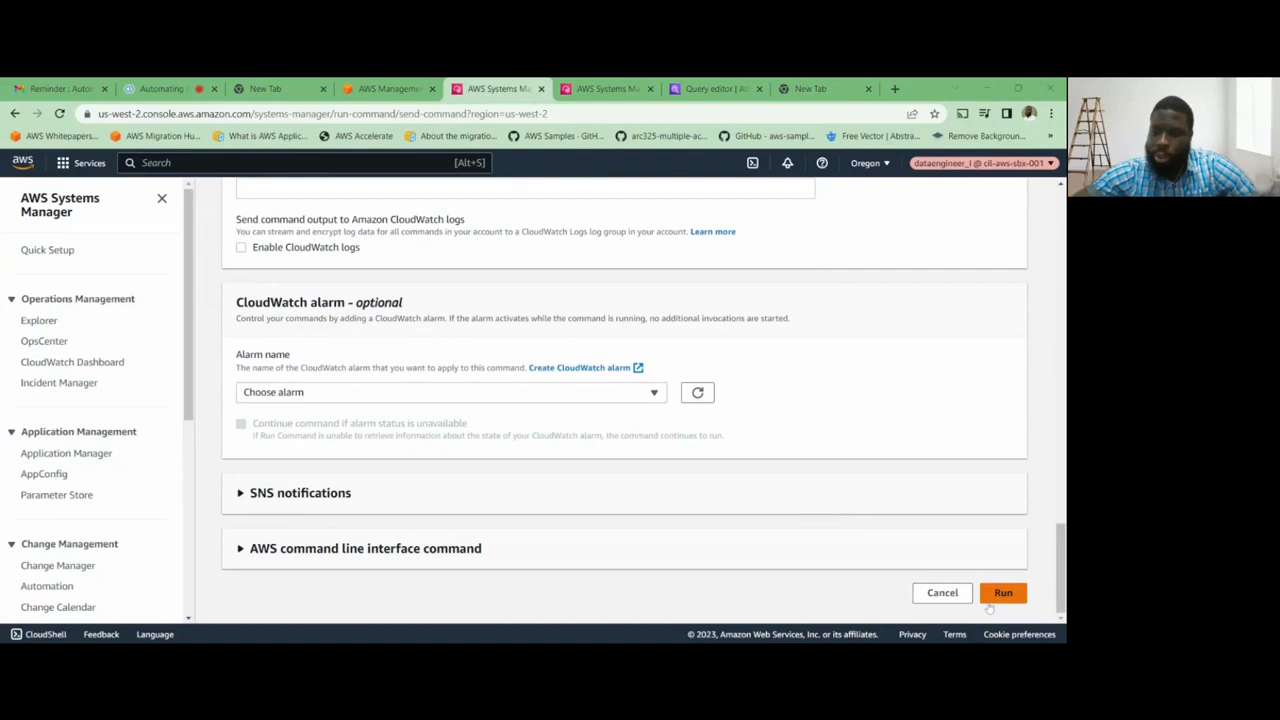 Reminder : Autom
Automating
New Tab
AWS Manageme
AWS Systems Ma
AWS Systems Ma
Query editor | At
New Tab
us-west-2.console.aws.amazon.com/systems-manager/run-command/send-command?region=us-west-2
AWS Whitepapers...
AWS Migration Hu...
What is AWS Applic...
AWS Accelerate
About the migratio...
AWS Samples - GitH...
arc325-multiple-ac...
GitHub - aws-sampl...
Free Vector | Abstra...
Remove Backgroun...
aws
Services
Search
[Alt+S]
Oregon
dataengineer_I @ cil-aws-sbx-001
AWS Systems
Manager
Quick Setup
Operations Management
Explorer
OpsCenter
CloudWatch Dashboard
Incident Manager
Application Management
Application Manager
AppConfig
Parameter Store
Change Management
Change Manager
Automation
Change Calendar
Send command output to Amazon CloudWatch logs
You can stream and encrypt log data for all commands in your account to a CloudWatch Logs log group in your account. Learn more
Enable CloudWatch logs
CloudWatch alarm - optional
Control your commands by adding a CloudWatch alarm. If the alarm activates while the command is running, no additional invocations are started.
Alarm name
The name of the CloudWatch alarm that you want to apply to this command. Create CloudWatch alarm
Choose alarm
Continue command if alarm status is unavailable
If Run Command is unable to retrieve information about the state of your CloudWatch alarm, the command continues to run.
SNS notifications
AWS command line interface command
Cancel
Run
CloudShell
Feedback
Language
© 2023, Amazon Web Services, Inc. or its affiliates.
Privacy
Terms
Cookie preferences